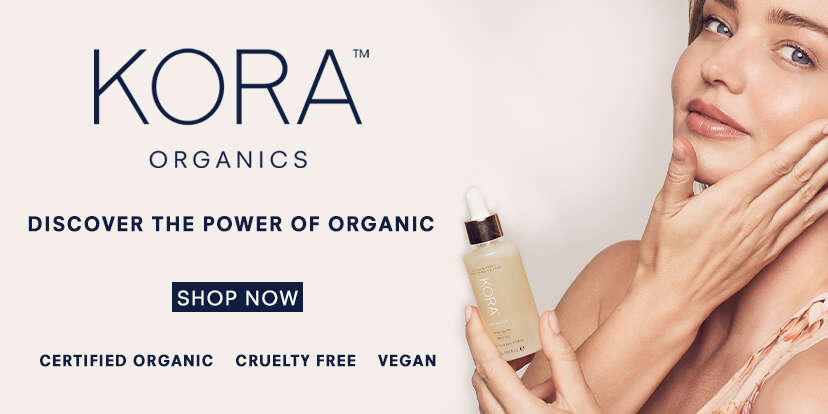 KORA™
ORGANICS
DISCOVER THE POWER OF ORGANIC
SHOP NOW
CERTIFIED ORGANIC CRUELTY FREE VEGAN
KORA